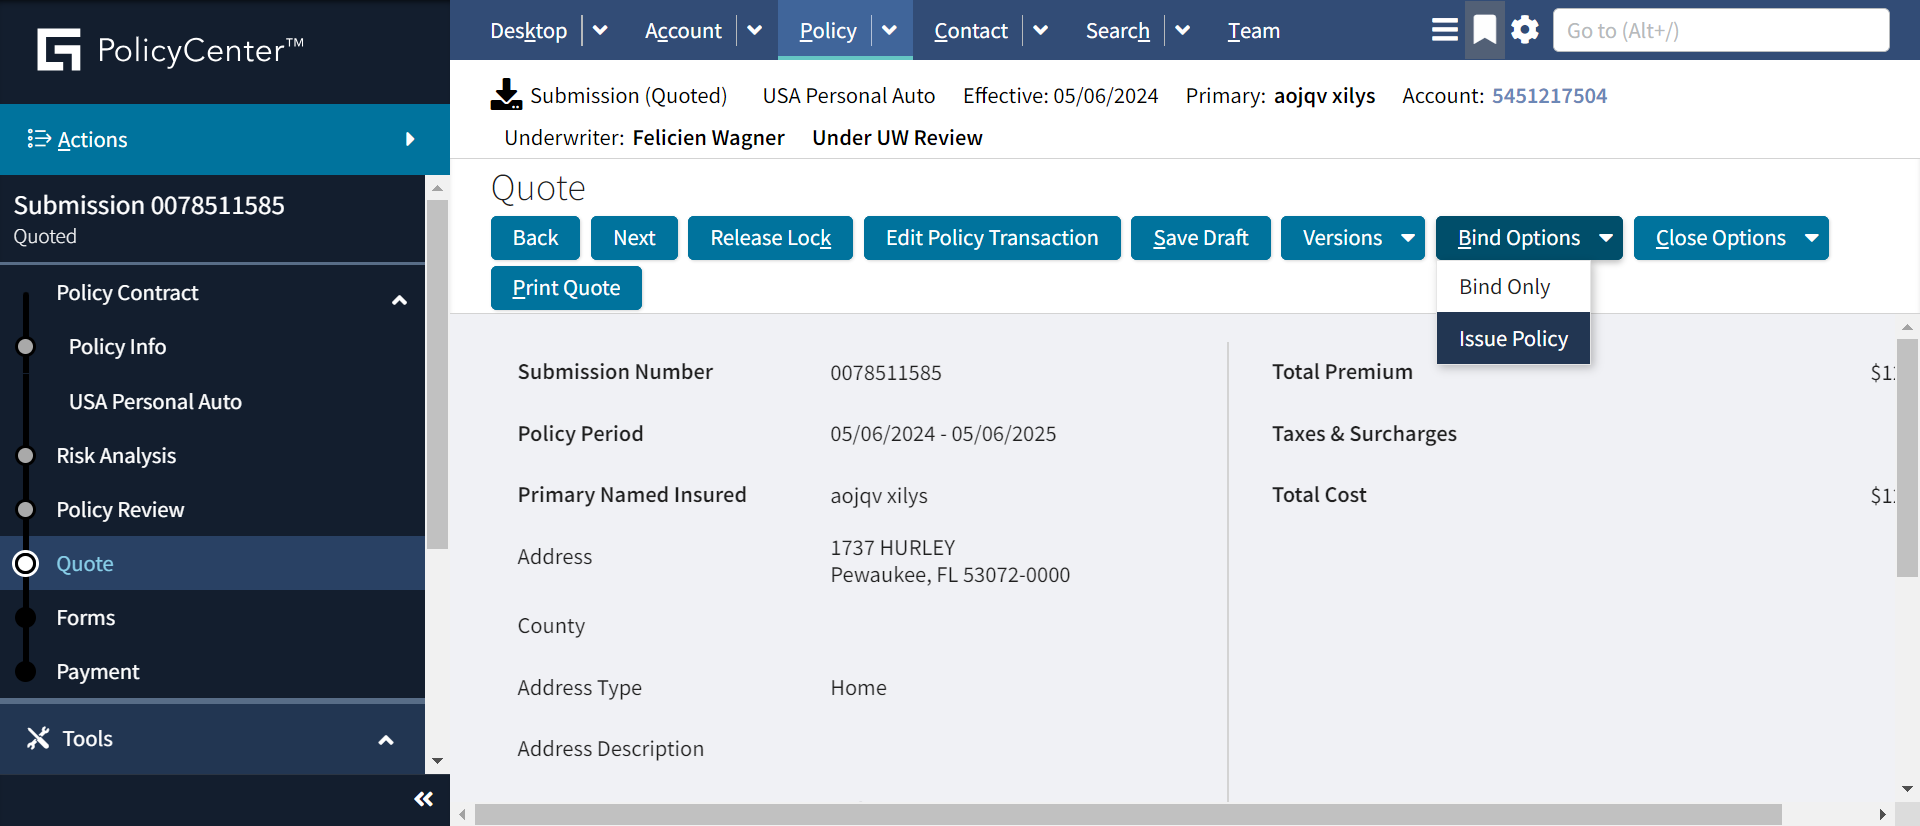 PolicyCenter™
Desktop
Account
Policy
Contact
Search
Team
Go to (Alt+/)
Actions
Submission (Quoted) USA Personal Auto Effective: 05/06/2024 Primary: aojqv xilys Account: 5451217504
Underwriter: Felicien Wagner Under UW Review
Submission 0078511585
Quoted
Policy Contract
Policy Info
USA Personal Auto
Risk Analysis
Policy Review
Quote
Forms
Payment
Tools
Quote
Back
Next
Release Lock
Edit Policy Transaction
Save Draft
Versions
Bind Options
Close Options
Print Quote
Bind Only
Issue Policy
Submission Number 0078511585
Policy Period 05/06/2024 - 05/06/2025
Primary Named Insured aojqv xilys
Address 1737 HURLEY
Pewaukee, FL 53072-0000
County
Address Type Home
Address Description
Total Premium
Taxes & Surcharges
Total Cost